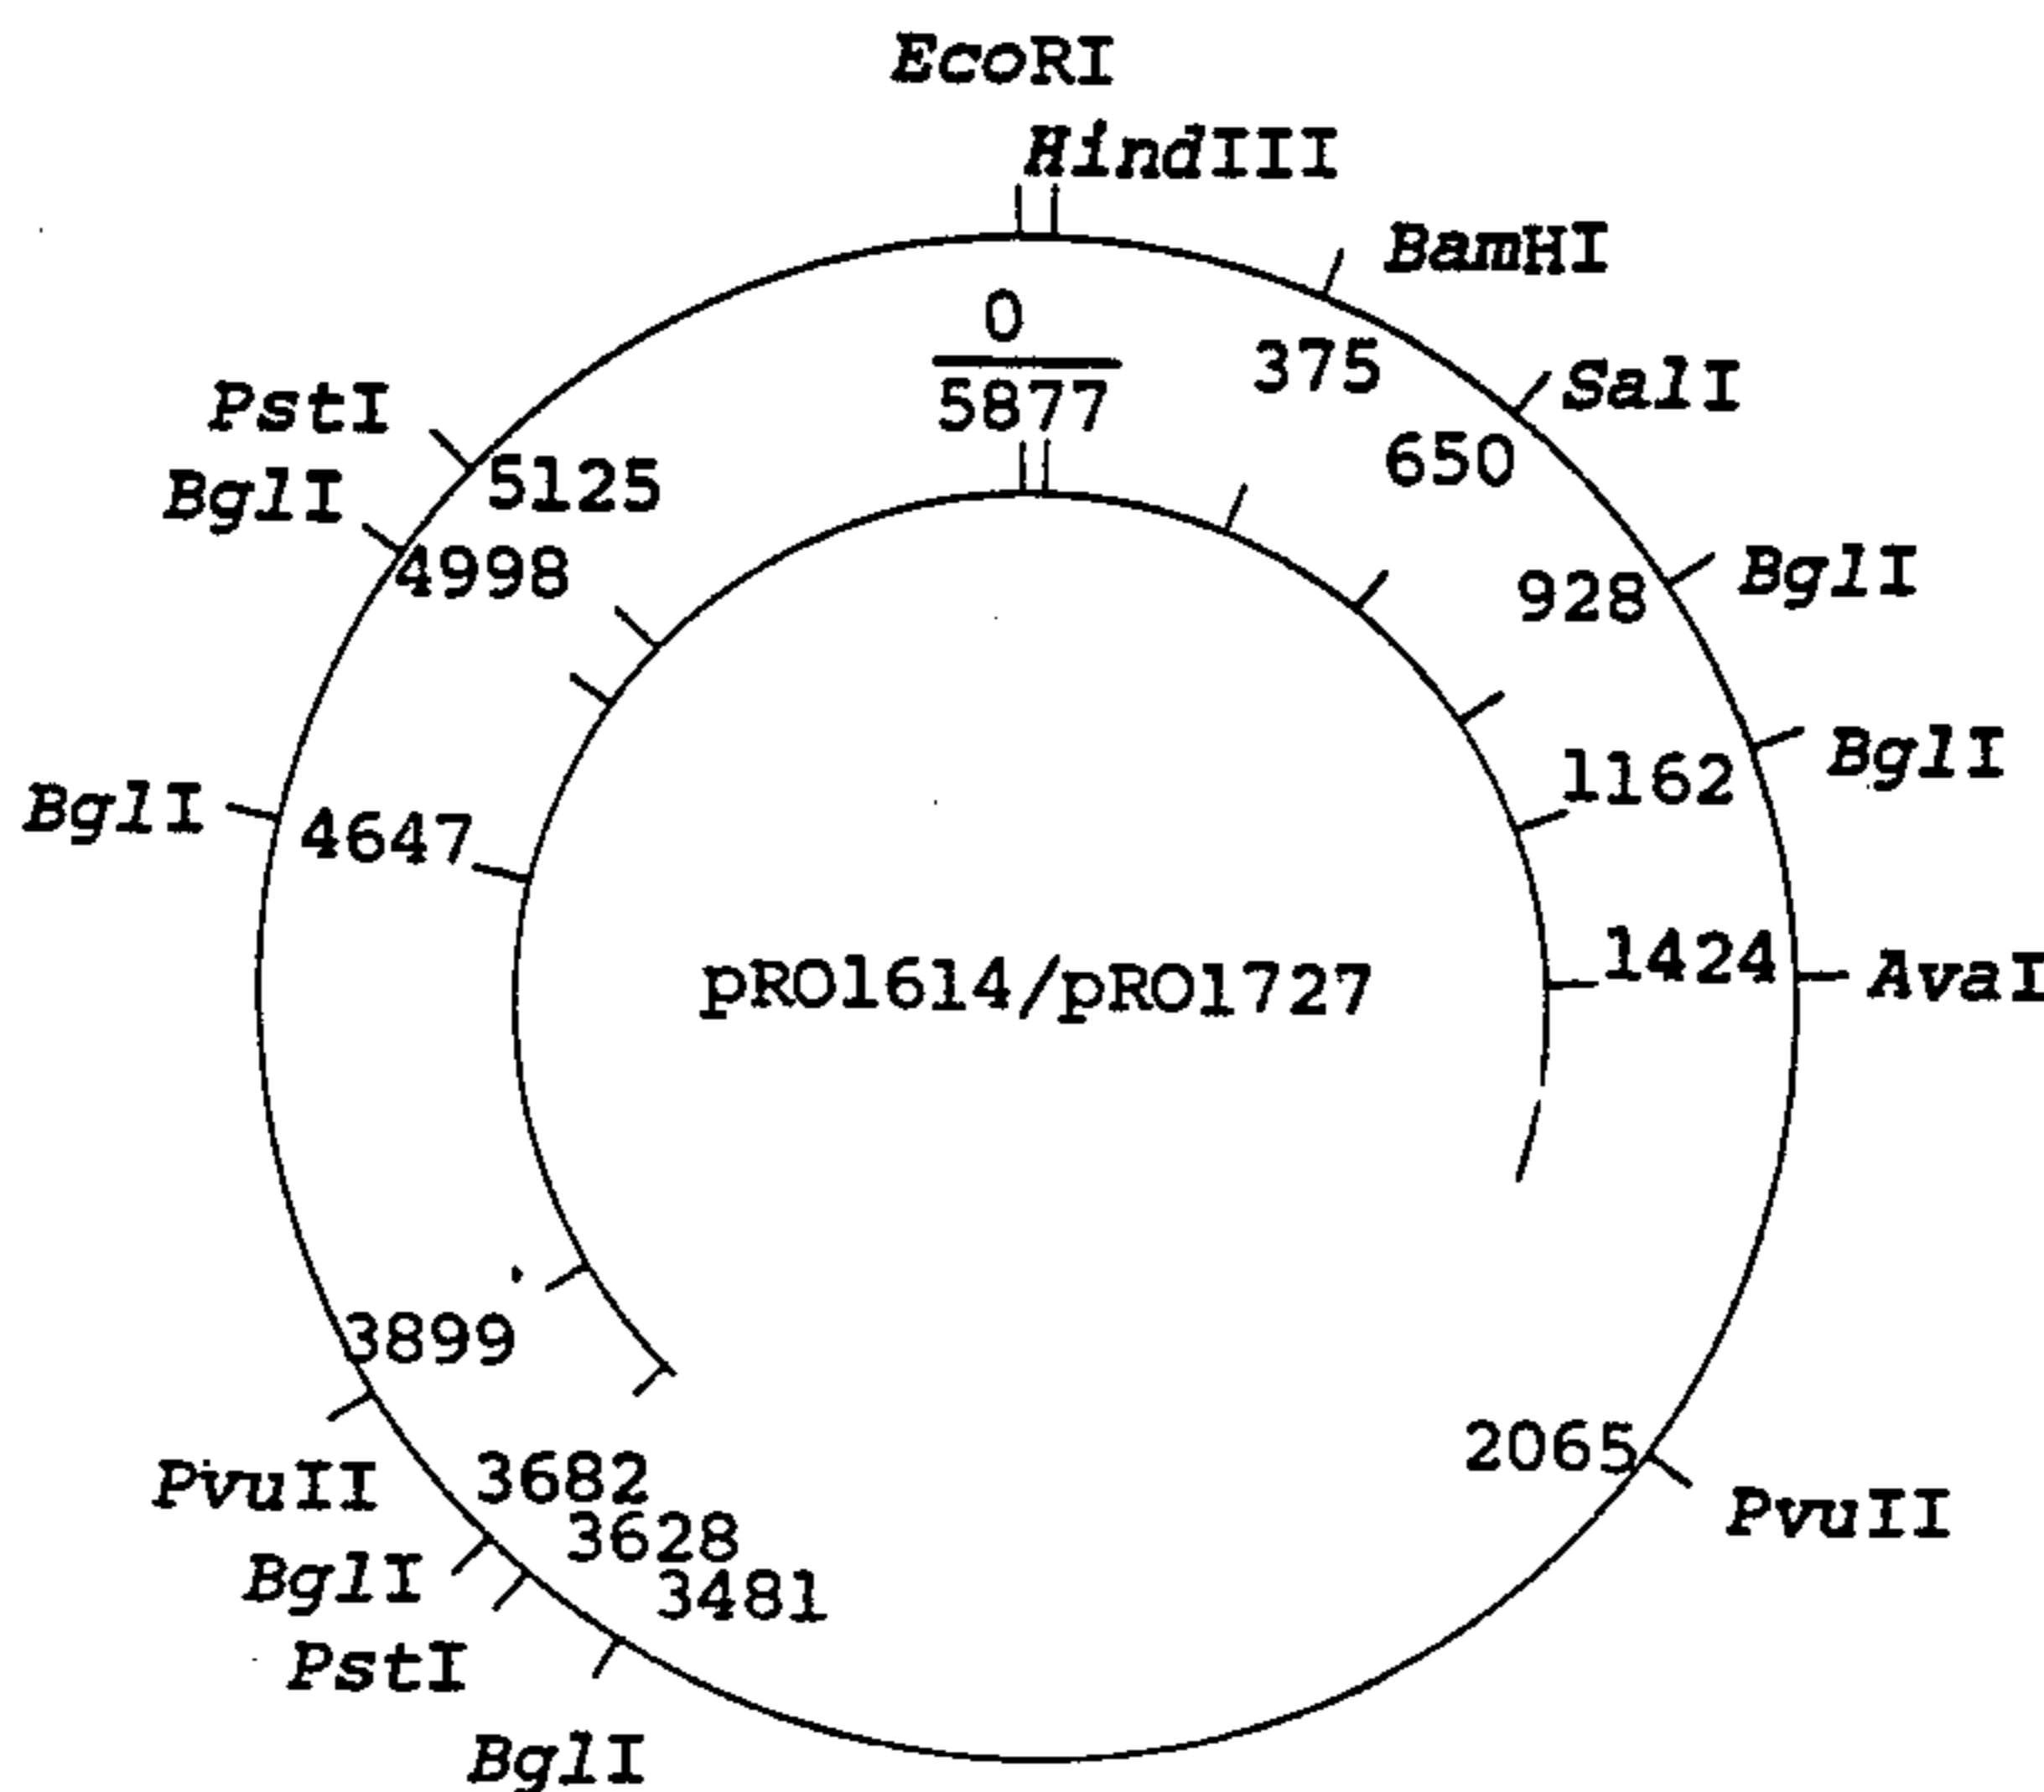 EcoRI
HindIII
BamHI
0
5877
375
SalI
650
PstI
BglI
5125
4998
928
BglI
1162
BglI
BglI
4647
pRO1614/pRO1727
1424
AvaI
3899
2065
PvuII
PvuII
3682
3628
3481
BglI
PstI
BglI